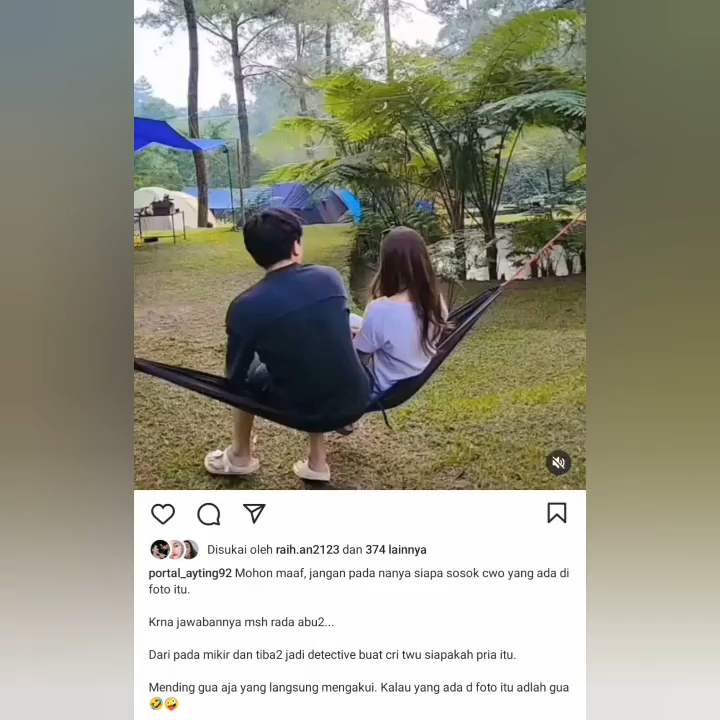 Disukai oleh raih.an2123 dan 374 lainnya
portal_ayting92 Mohon maaf, jangan pada nanya siapa sosok cwo yang ada di
foto itu.
Krna jawabannya msh rada abu2...
Dari pada mikir dan tiba2 jadi detective buat cri twu siapakah pria itu.
Mending gua aja yang langsung mengakui. Kalau yang ada d foto itu adlah gua
🤣🤪